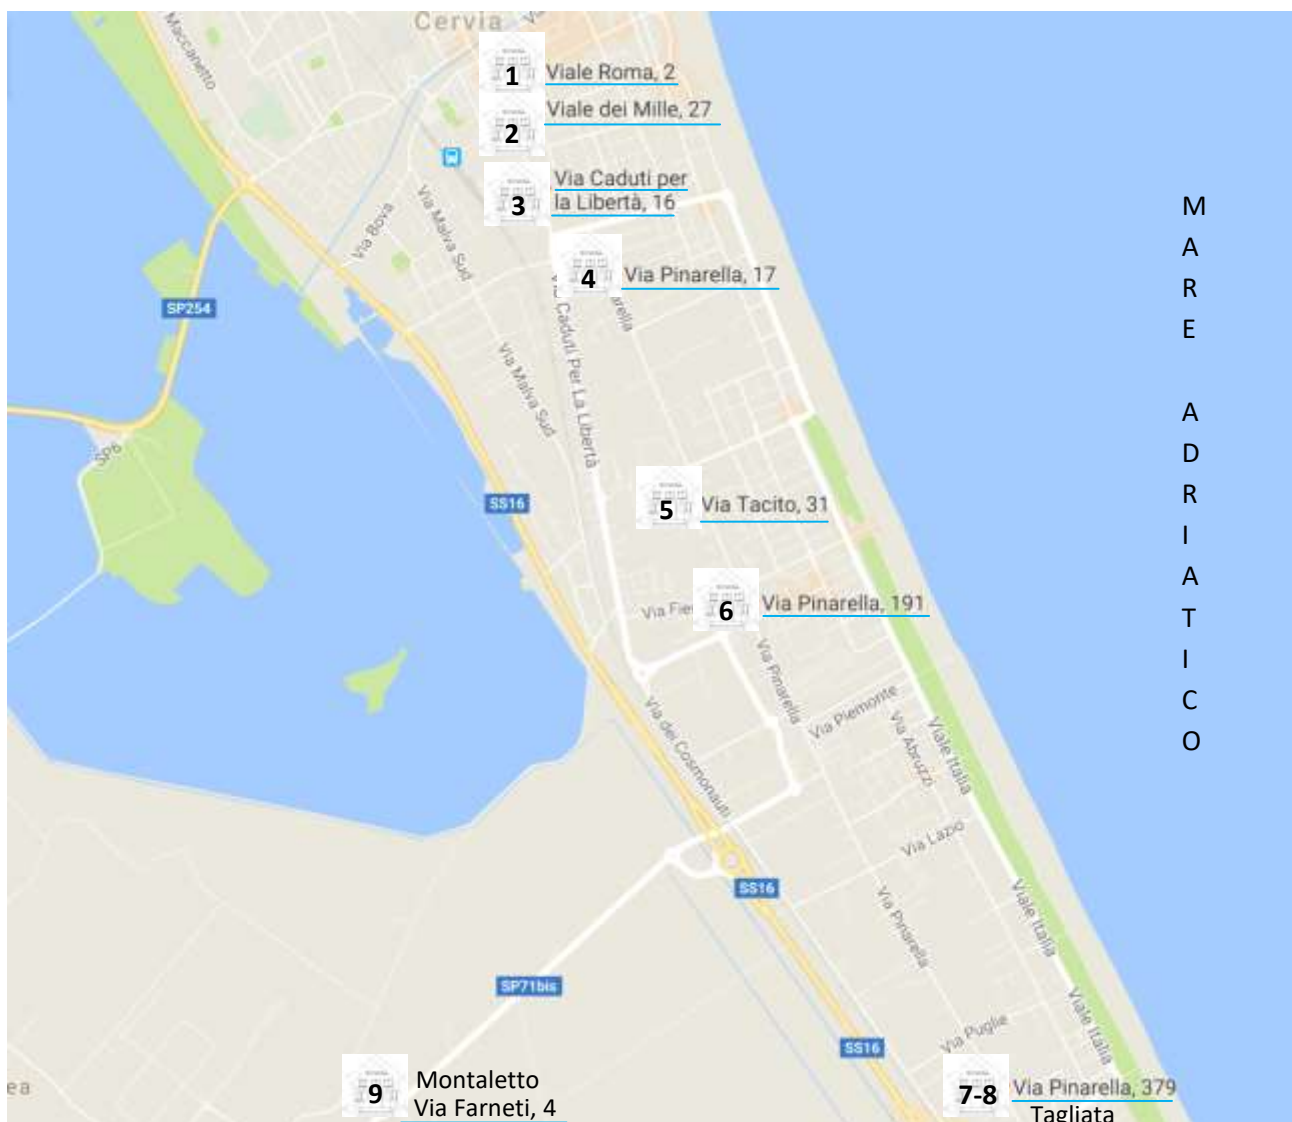 Cervia
Maccanetto
1 Viale Roma, 2
2 Viale dei Mille, 27
3 Via Caduti per
la Libertà, 16
Via Bova
Via Malva Sud
4 Via Pinarella, 17
SP254
Via Malva Sud
Via Caduti Per La Libertà
SP6
SS16
5 Via Tacito, 31
6 Via Pinarella, 191
Via Pinarella
Via Piemonte
Via Abruzzi
Viale Italia
Via dei Cosmonauti
Via Lazio
SS16
Viale Italia
Via Pinarella
SP71bis
Viale Italia
Via Puglie
SS16
9 Montaletto
Via Farneti, 4
7-8 Via Pinarella, 379
Tagliata
M
A
R
E
A
D
R
I
A
T
I
C
O